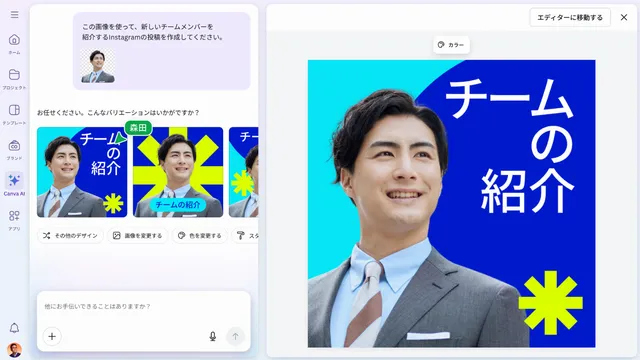 ホーム
プロジェクト
テンプレート
ブランド
Canva AI
アプリ
この画像を使って、新しいチームメンバーを
紹介するInstagramの投稿を作成してください。
お任せください。こんなバリエーションはいかがですか？
チーム
の
紹介
森田
チームの紹介
その他のデザイン
画像を変更する
色を変更する
他にお手伝いできることはありますか？
エディターに移動する
カラー
チーム
の
紹介